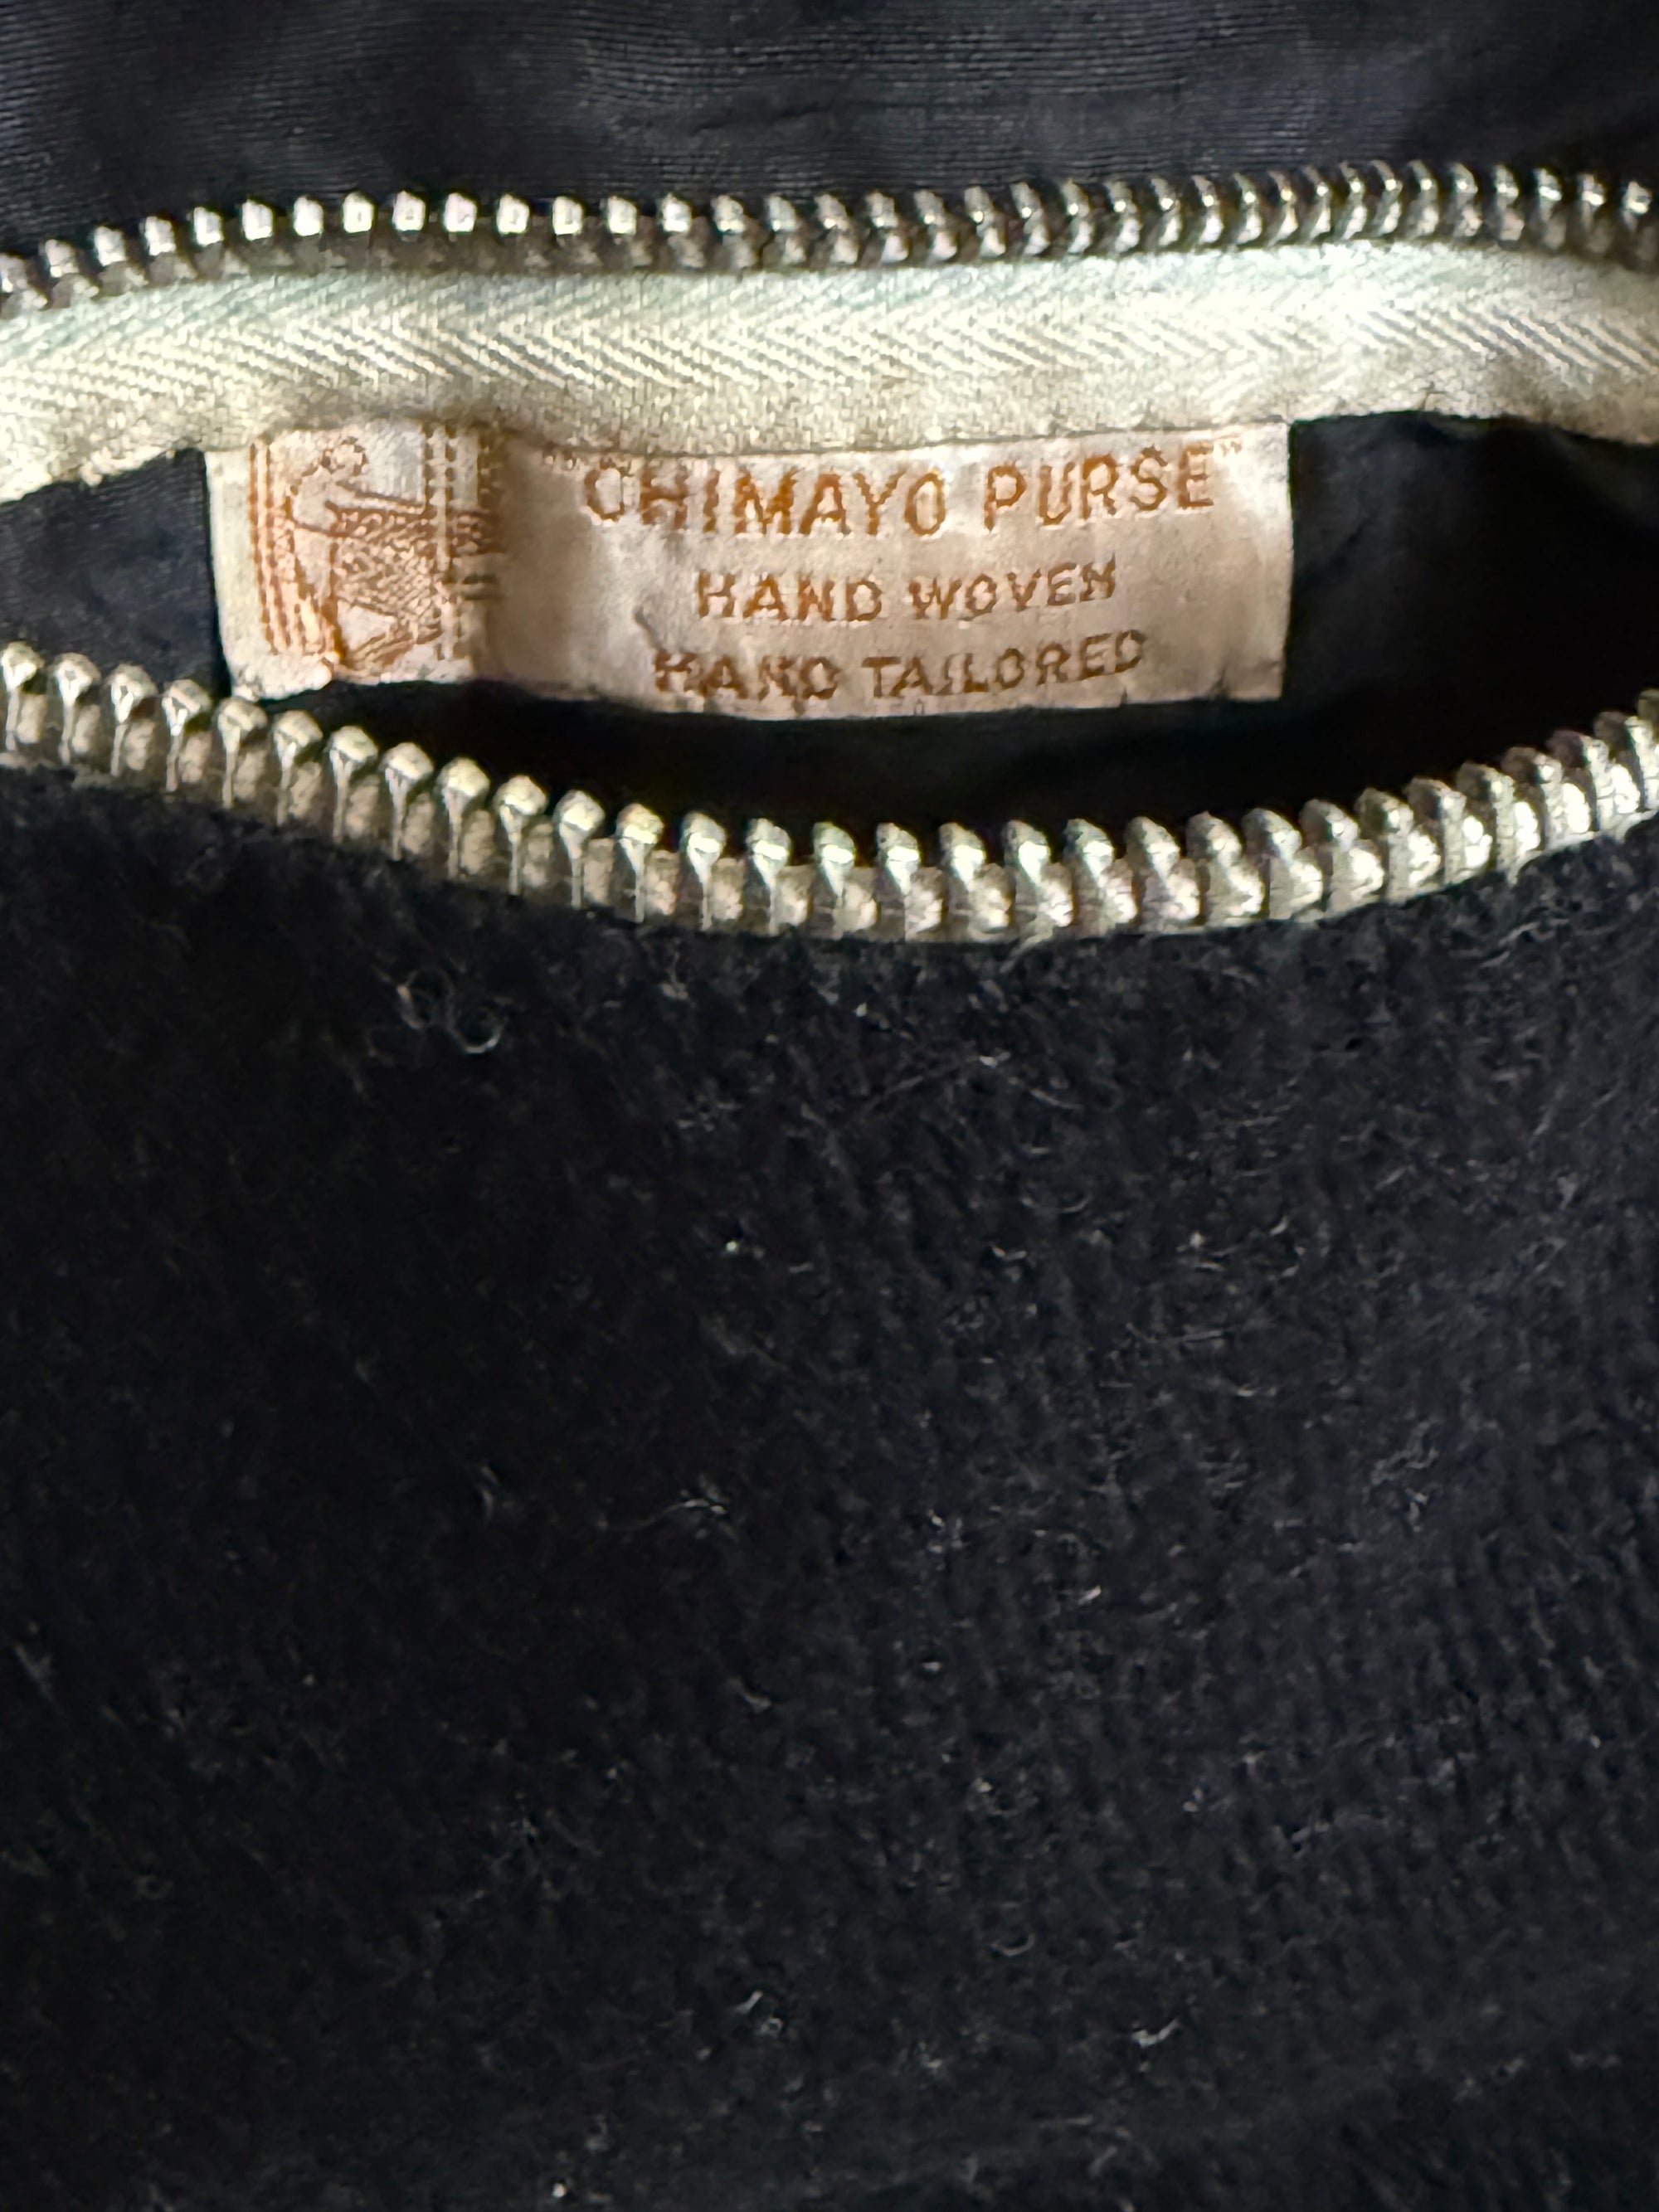 "CHIMAYO PURSE"
HAND WOVEN
HAND TAILORED